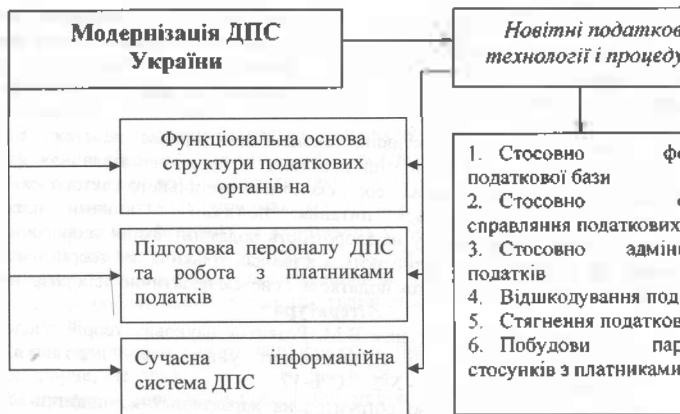 Модернізація ДПС
України
Новітні податков
технології і процеду
Функціональна основа
структури податкових
органів на
Підготовка персоналу ДПС
та робота з платниками
податків
Сучасна інформаційна
система ДПС
1. Стосовно ф
податкової бази
2. Стосовно
справляння податкових
3. Стосовно адміні
податків
4. Відшкодування под
5. Стягнення податков
6. Побудови пар
стосунків з платниками